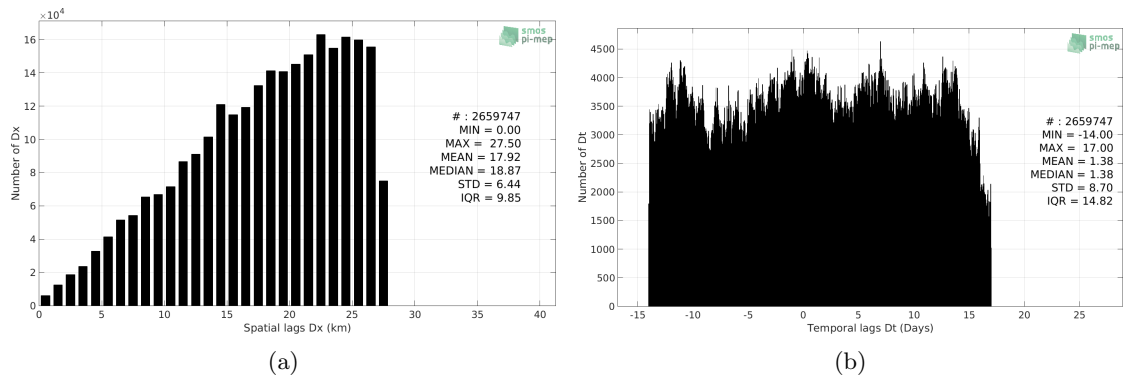 ×10⁴
16
14
12
10
8
6
4
2
0
Number of Dx
0 5 10 15 20 25 30 35 40
Spatial lags Dx (km)
smos
pi-mep
# : 2659747
MIN = 0.00
MAX = 27.50
MEAN = 17.92
MEDIAN = 18.87
STD = 6.44
IQR = 9.85
(a)
4500
4000
3500
3000
2500
2000
1500
1000
500
0
Number of Dt
-15 -10 -5 0 5 10 15 20 25
Temporal lags Dt (Days)
smos
pi-mep
# : 2659747
MIN = -14.00
MAX = 17.00
MEAN = 1.38
MEDIAN = 1.38
STD = 8.70
IQR = 14.82
(b)